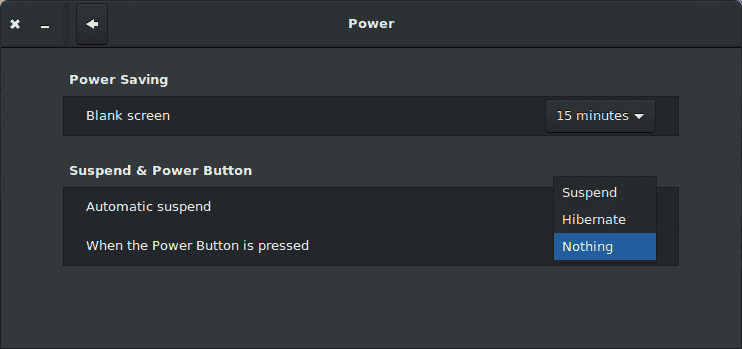 Power
Power Saving
Blank screen
15 minutes
Suspend & Power Button
Automatic suspend
When the Power Button is pressed
Suspend
Hibernate
Nothing